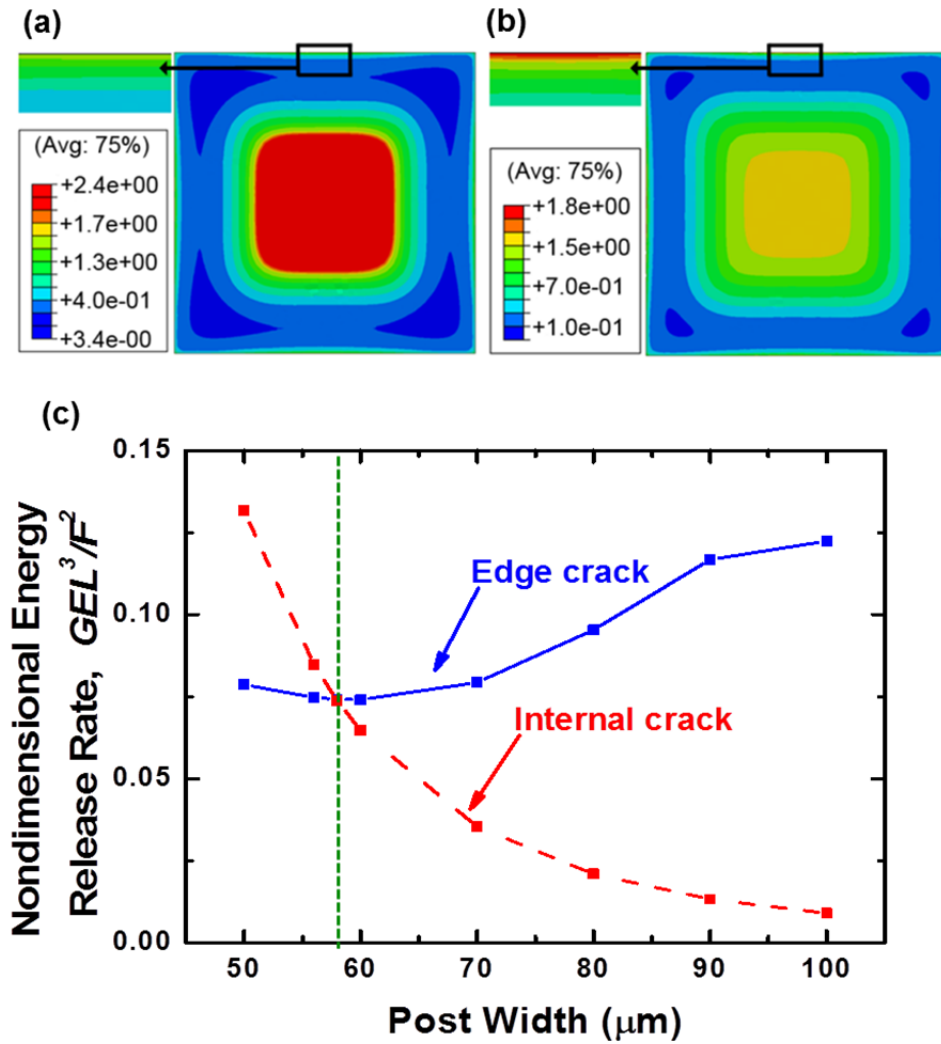 (a)
(Avg: 75%)
+2.4e+00
+1.7e+00
+1.3e+00
+4.0e-01
+3.4e-00
(b)
(Avg: 75%)
+1.8e+00
+1.5e+00
+7.0e-01
+1.0e-01
(c)
Nondimensional Energy
Release Rate, GEL³/F²
0.15
0.10
0.05
0.00
Edge crack
Internal crack
50 60 70 80 90 100
Post Width (μm)